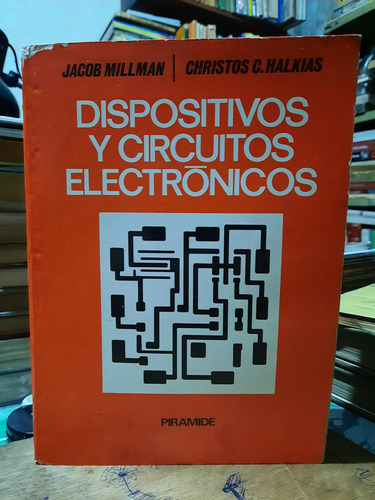 JACOB MILLMAN | CHRISTOS C. HALKIAS
DISPOSITIVOS
Y CIRCUITOS
ELECTRÓNICOS
PIRAMIDE